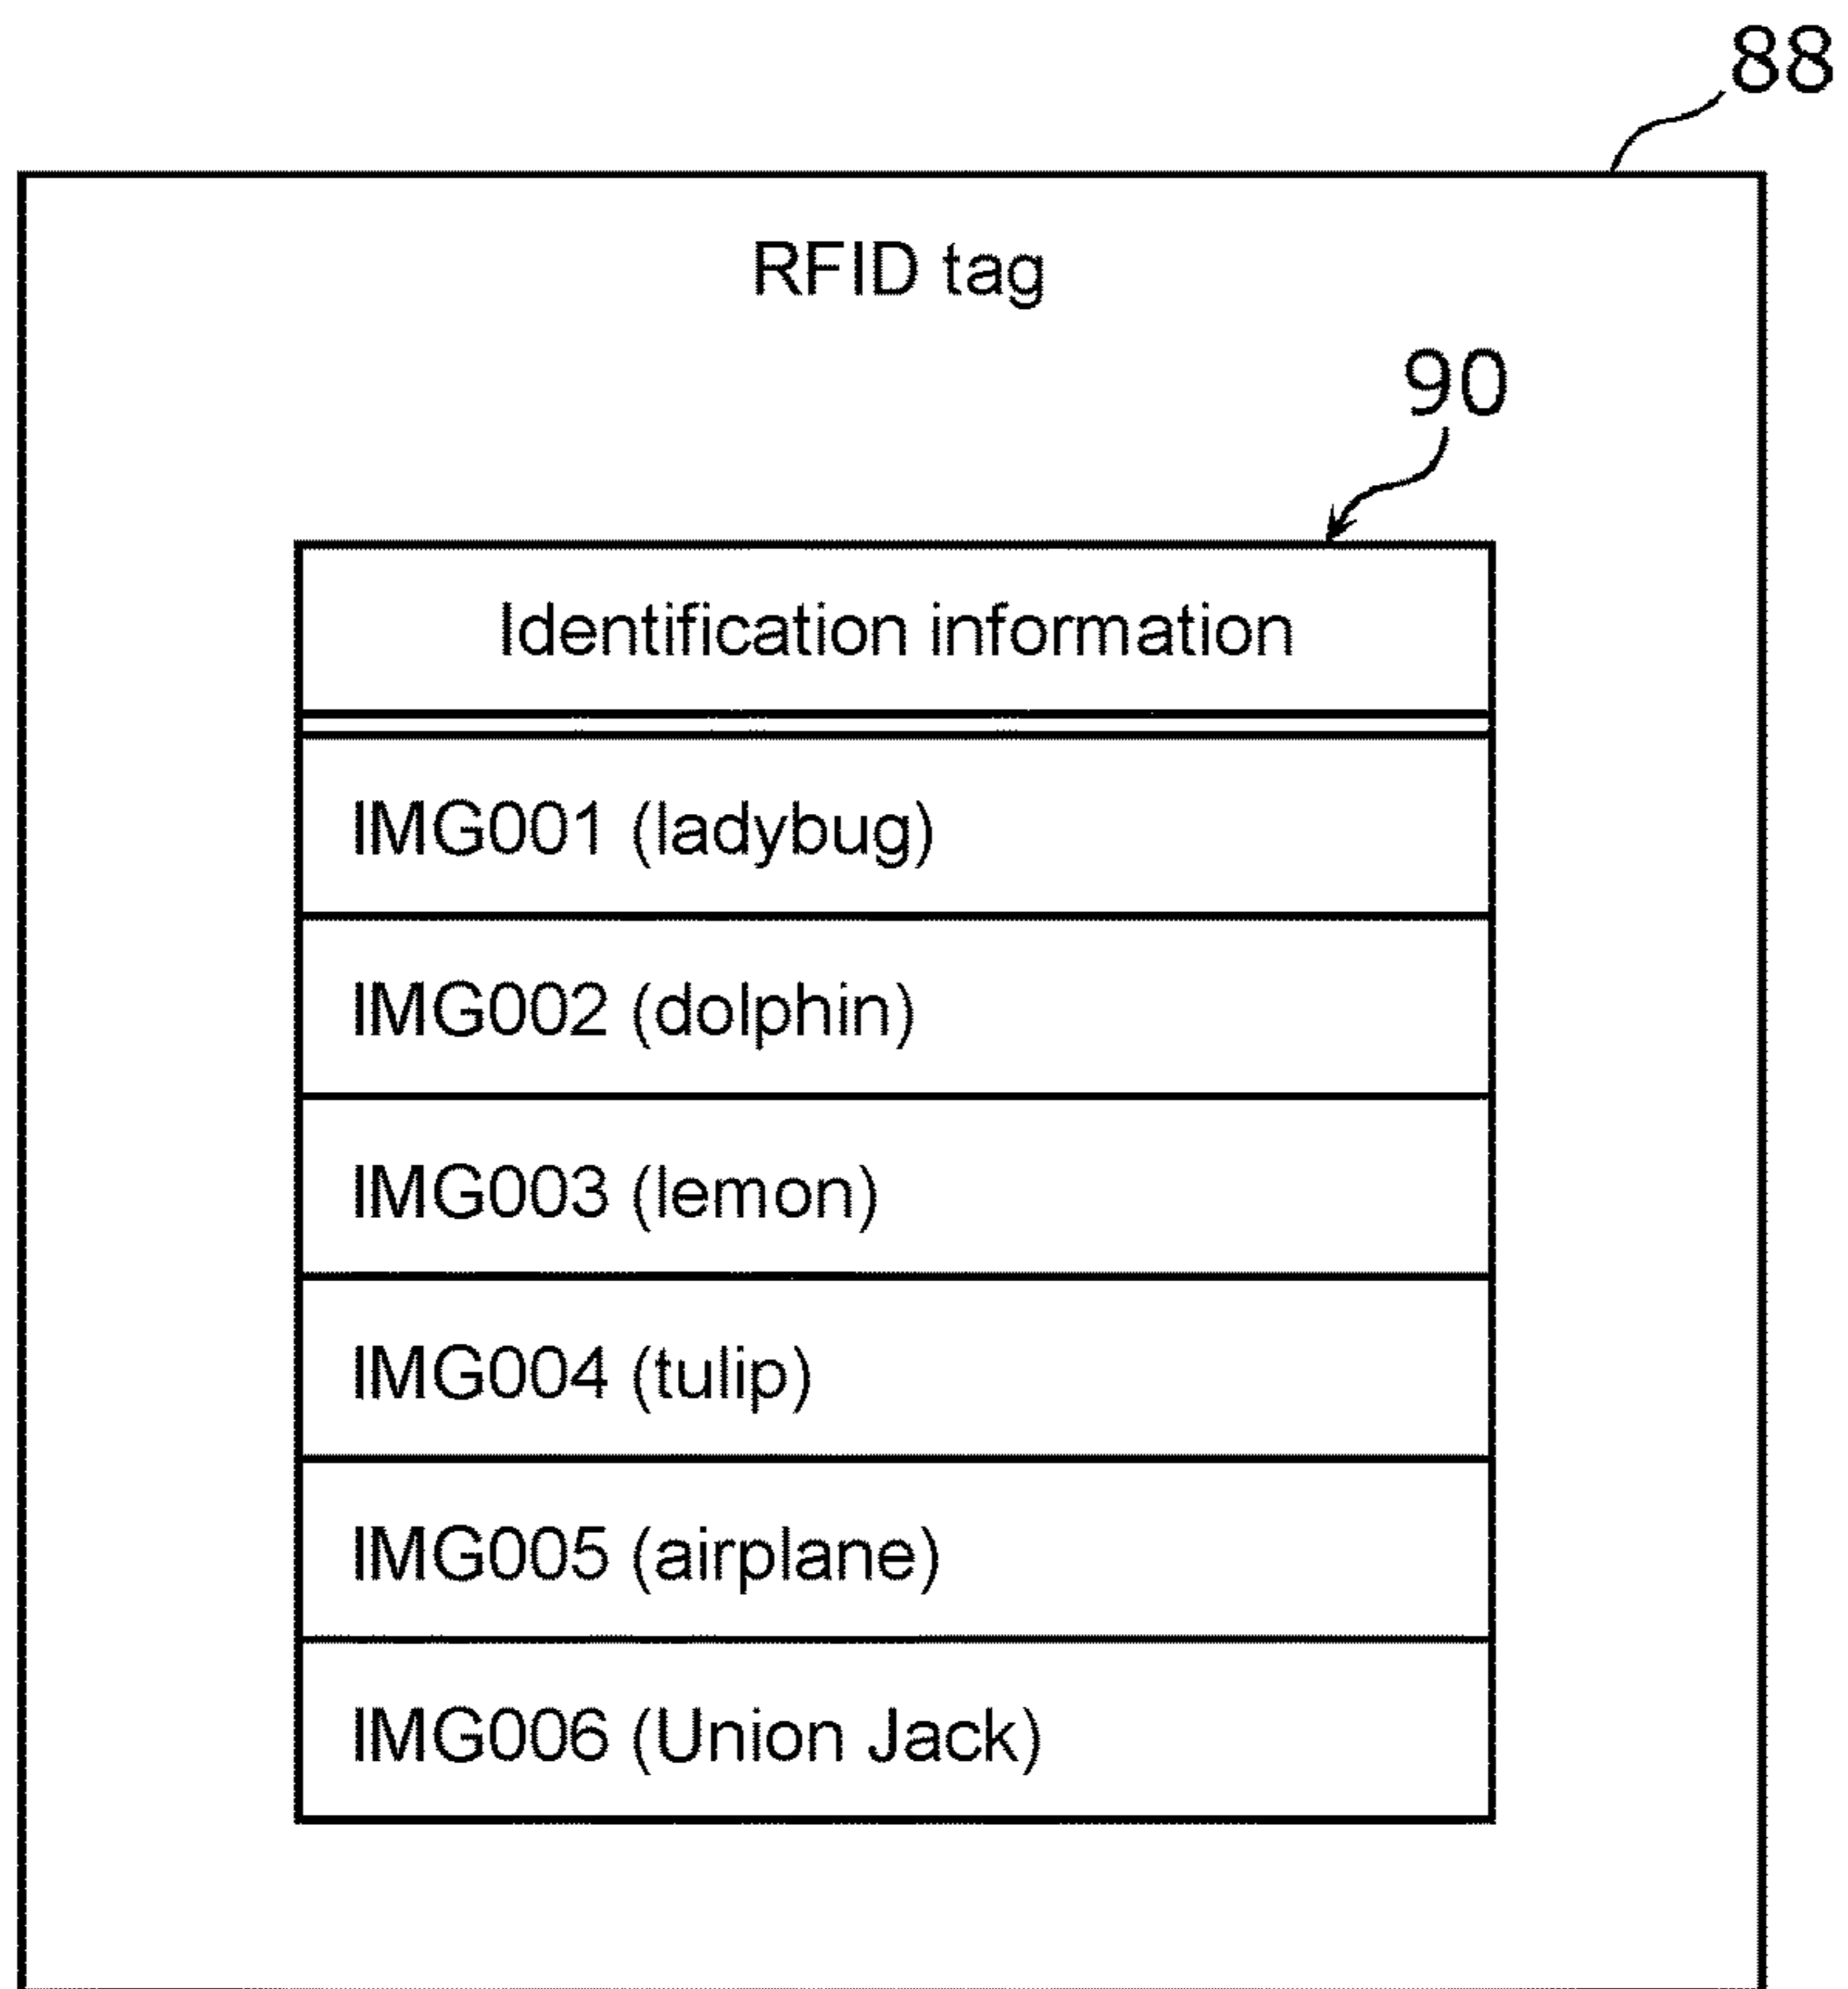 88
RFID tag
90
Identification information
IMG001 (ladybug)
IMG002 (dolphin)
IMG003 (lemon)
IMG004 (tulip)
IMG005 (airplane)
IMG006 (Union Jack)